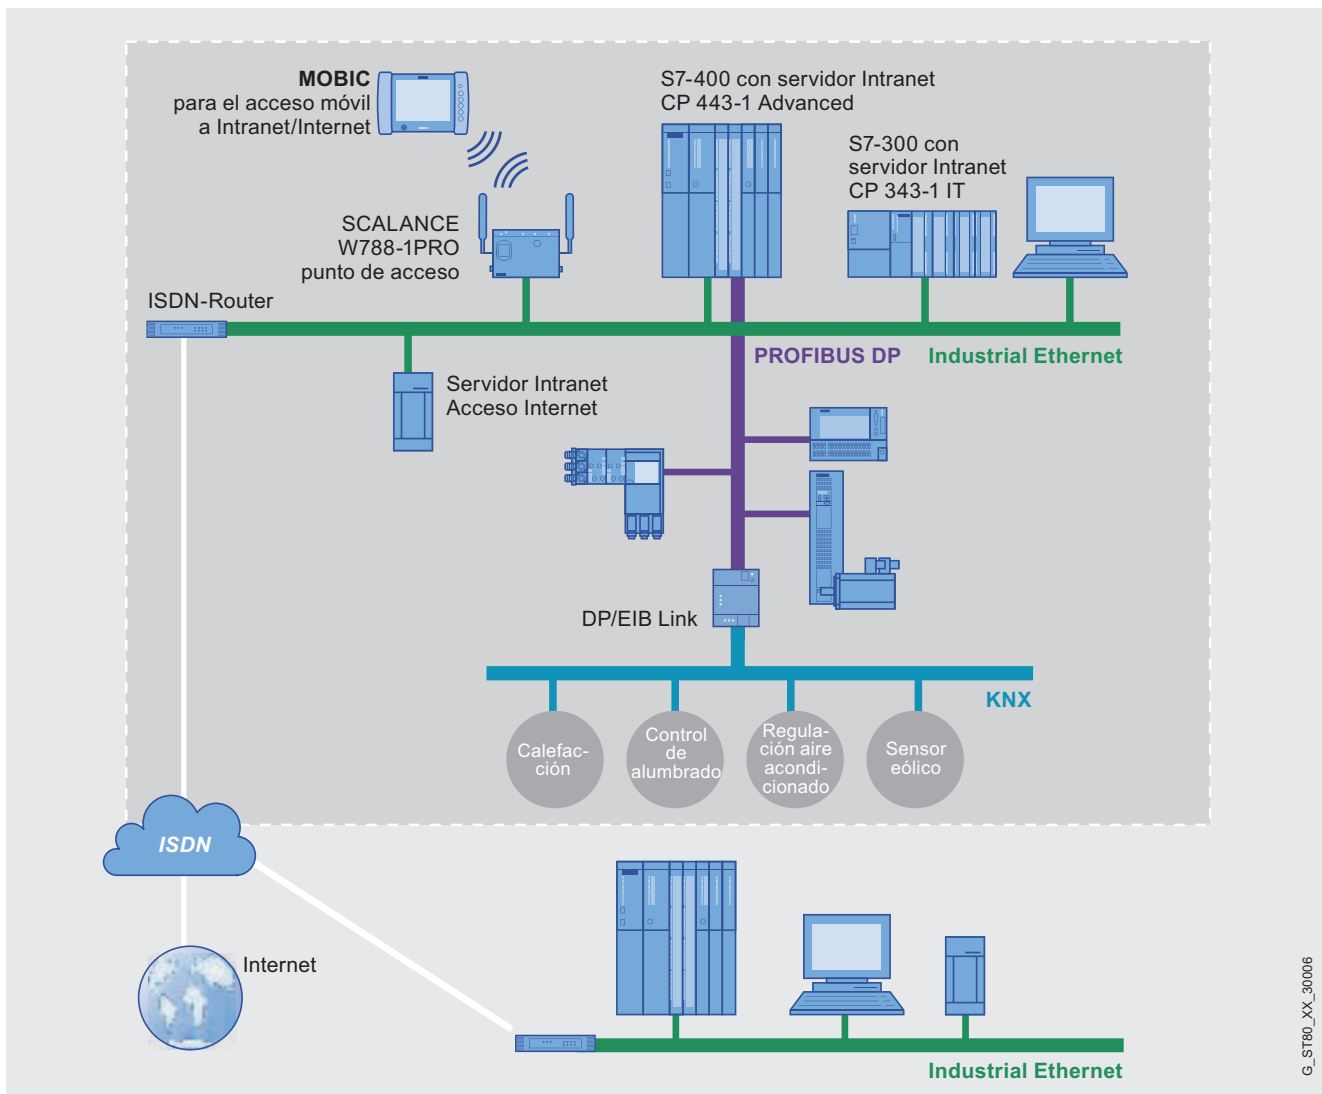 MOBIC
para el acceso móvil
a Intranet/Internet
S7-400 con servidor Intranet
CP 443-1 Advanced
S7-300 con
servidor Intranet
CP 343-1 IT
SCALANCE
W788-1PRO
punto de acceso
ISDN-Router
PROFIBUS DP
Industrial Ethernet
Servidor Intranet
Acceso Internet
DP/EIB Link
KNX
Calefac-
ción
Control
de
alumbrado
Regula-
ción aire
acondi-
cionado
Sensor
eólico
ISDN
Internet
Industrial Ethernet
G_ST80_XX_30006